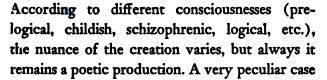 According to different consciousnesses (pre-
logical, childish, schizophrenic, logical, etc.),
the nuance of the creation varies, but always it
remains a poetic production. A very peculiar case